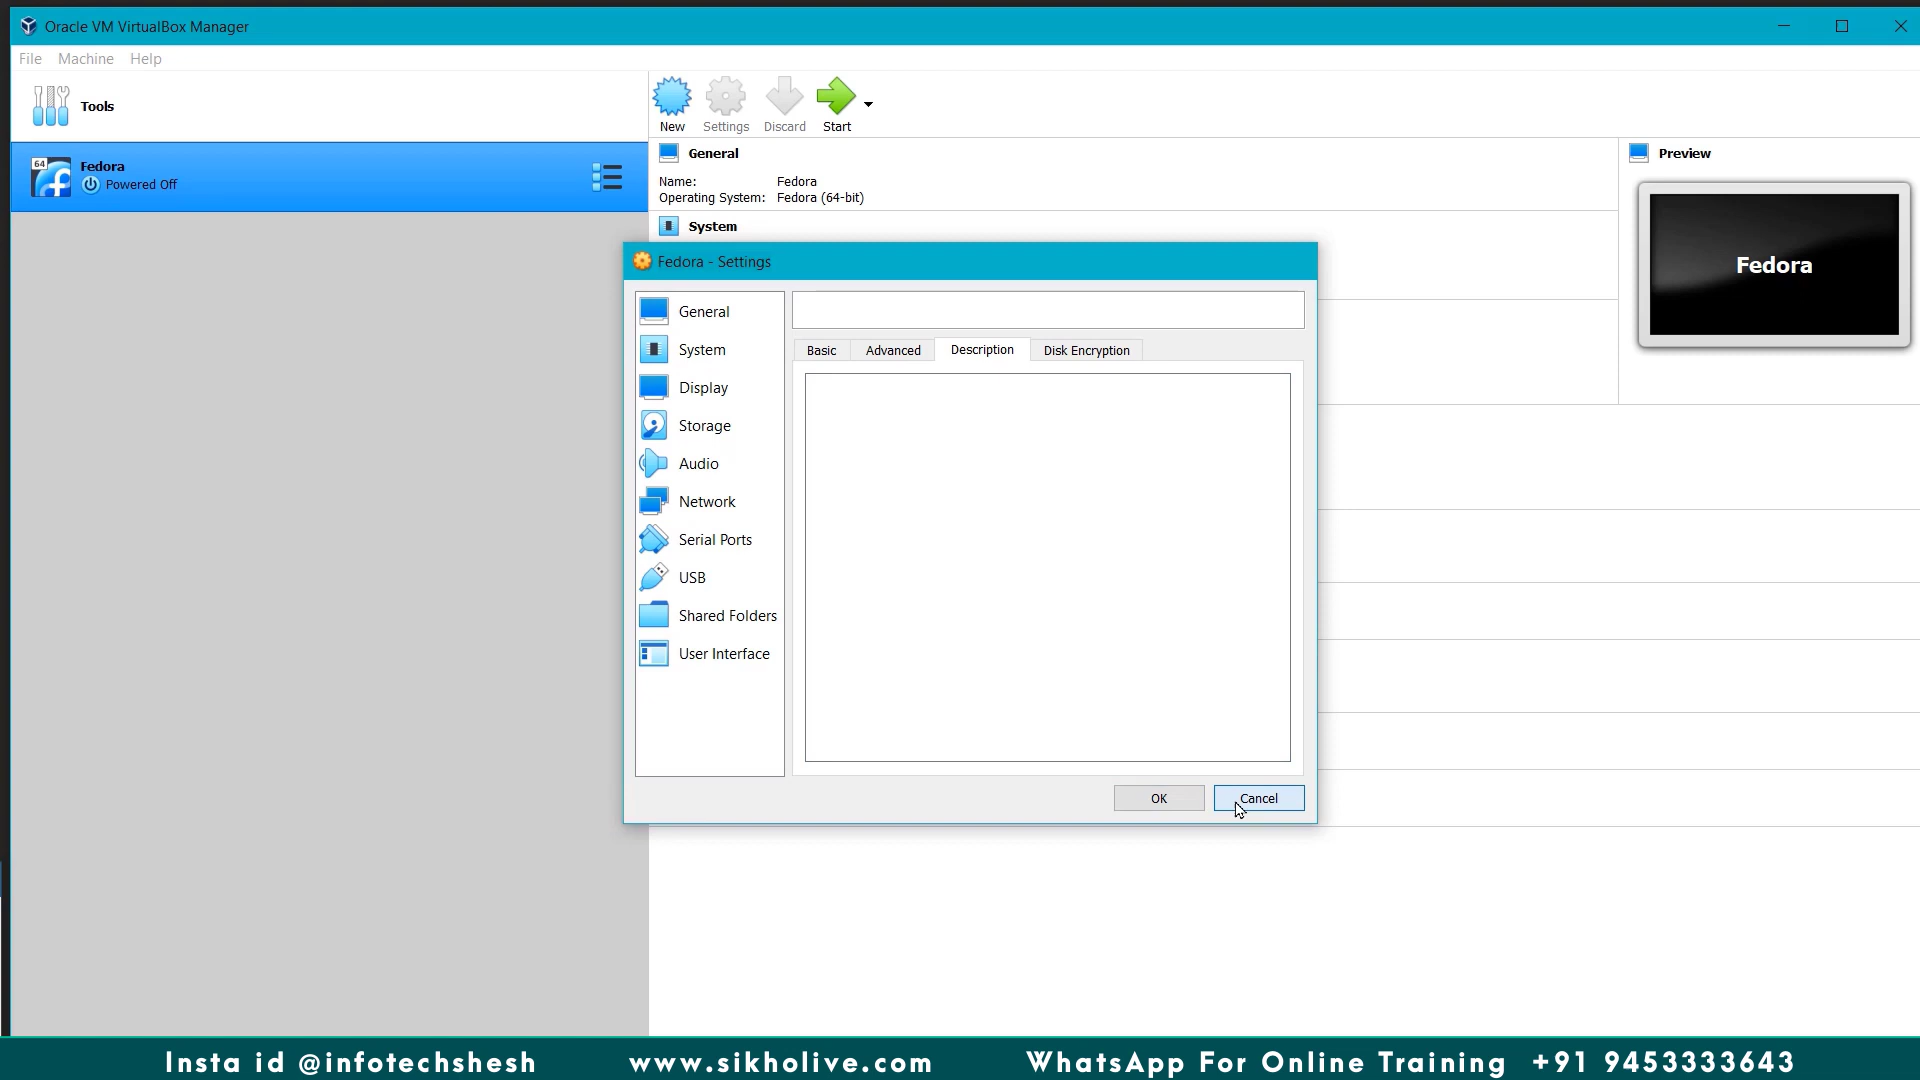 Oracle VM VirtualBox Manager
File Machine Help
Tools
New Settings Discard Start
64 Fedora
Powered Off
General
Name: Fedora
Operating System: Fedora (64-bit)
System
Preview
Fedora
Fedora - Settings
General
System
Display
Storage
Audio
Network
Serial Ports
USB
Shared Folders
User Interface
Basic Advanced Description Disk Encryption
OK Cancel
Insta id @infotechshesh www.sikholive.com WhatsApp For Online Training +91 9453333643